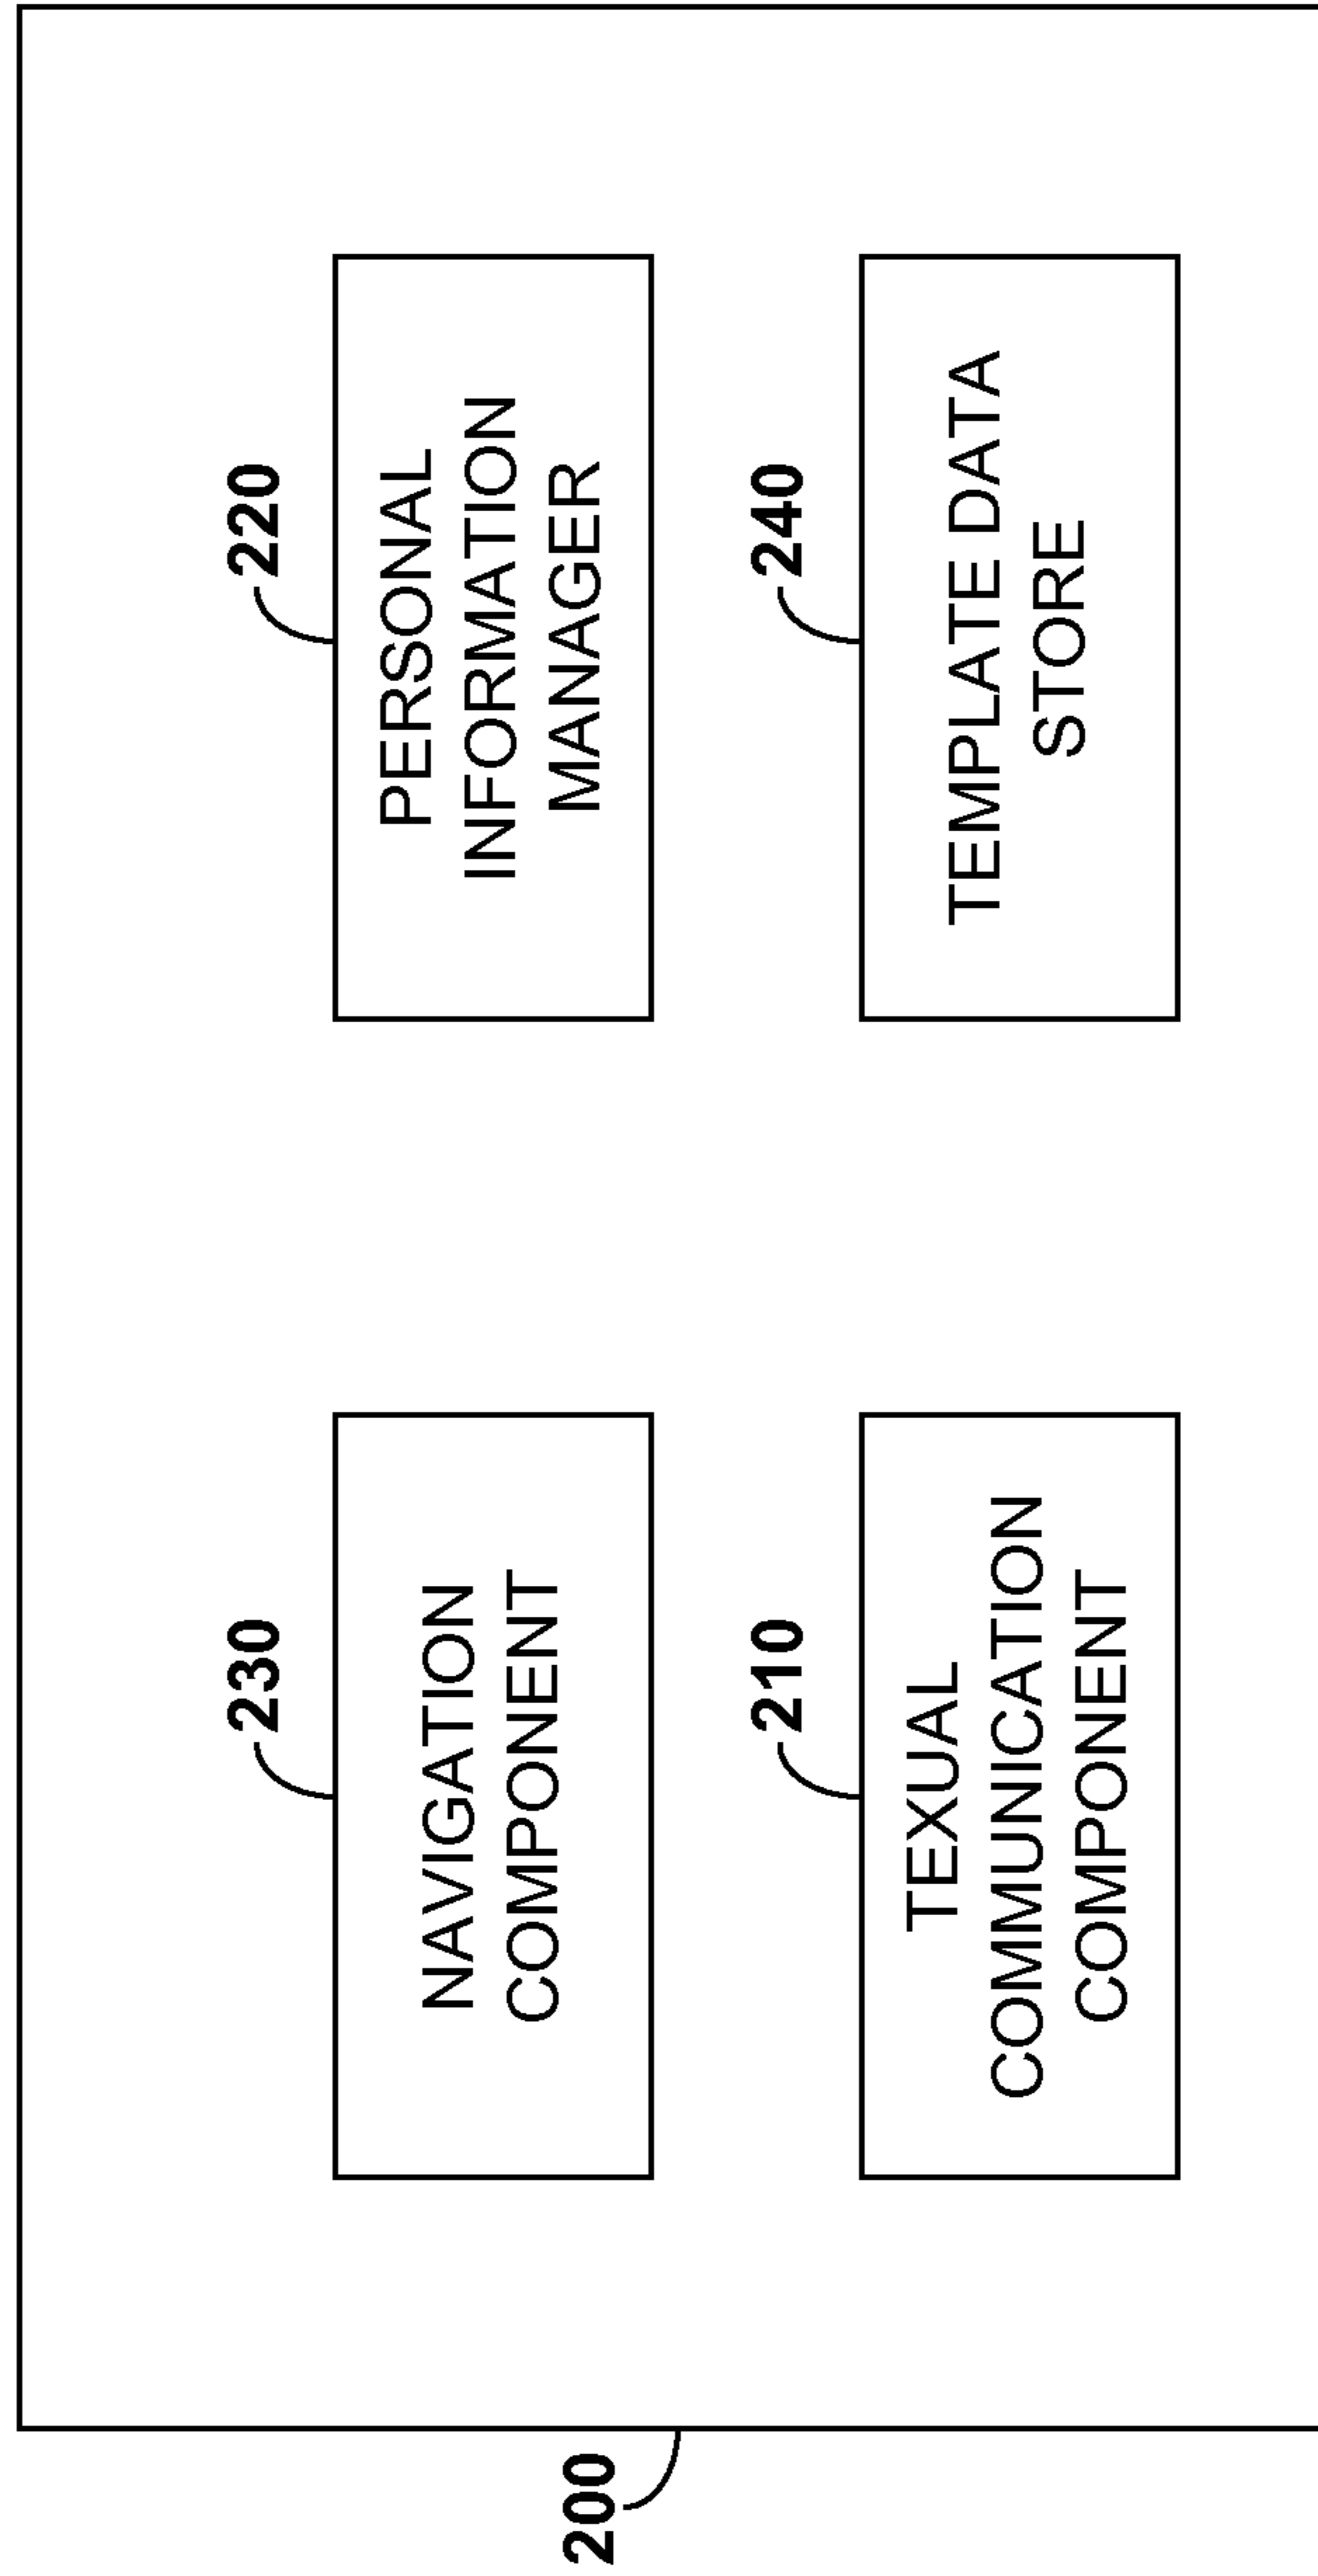 230
NAVIGATION
COMPONENT
220
PERSONAL
INFORMATION
MANAGER
200
210
TEXUAL
COMMUNICATION
COMPONENT
240
TEMPLATE DATA
STORE